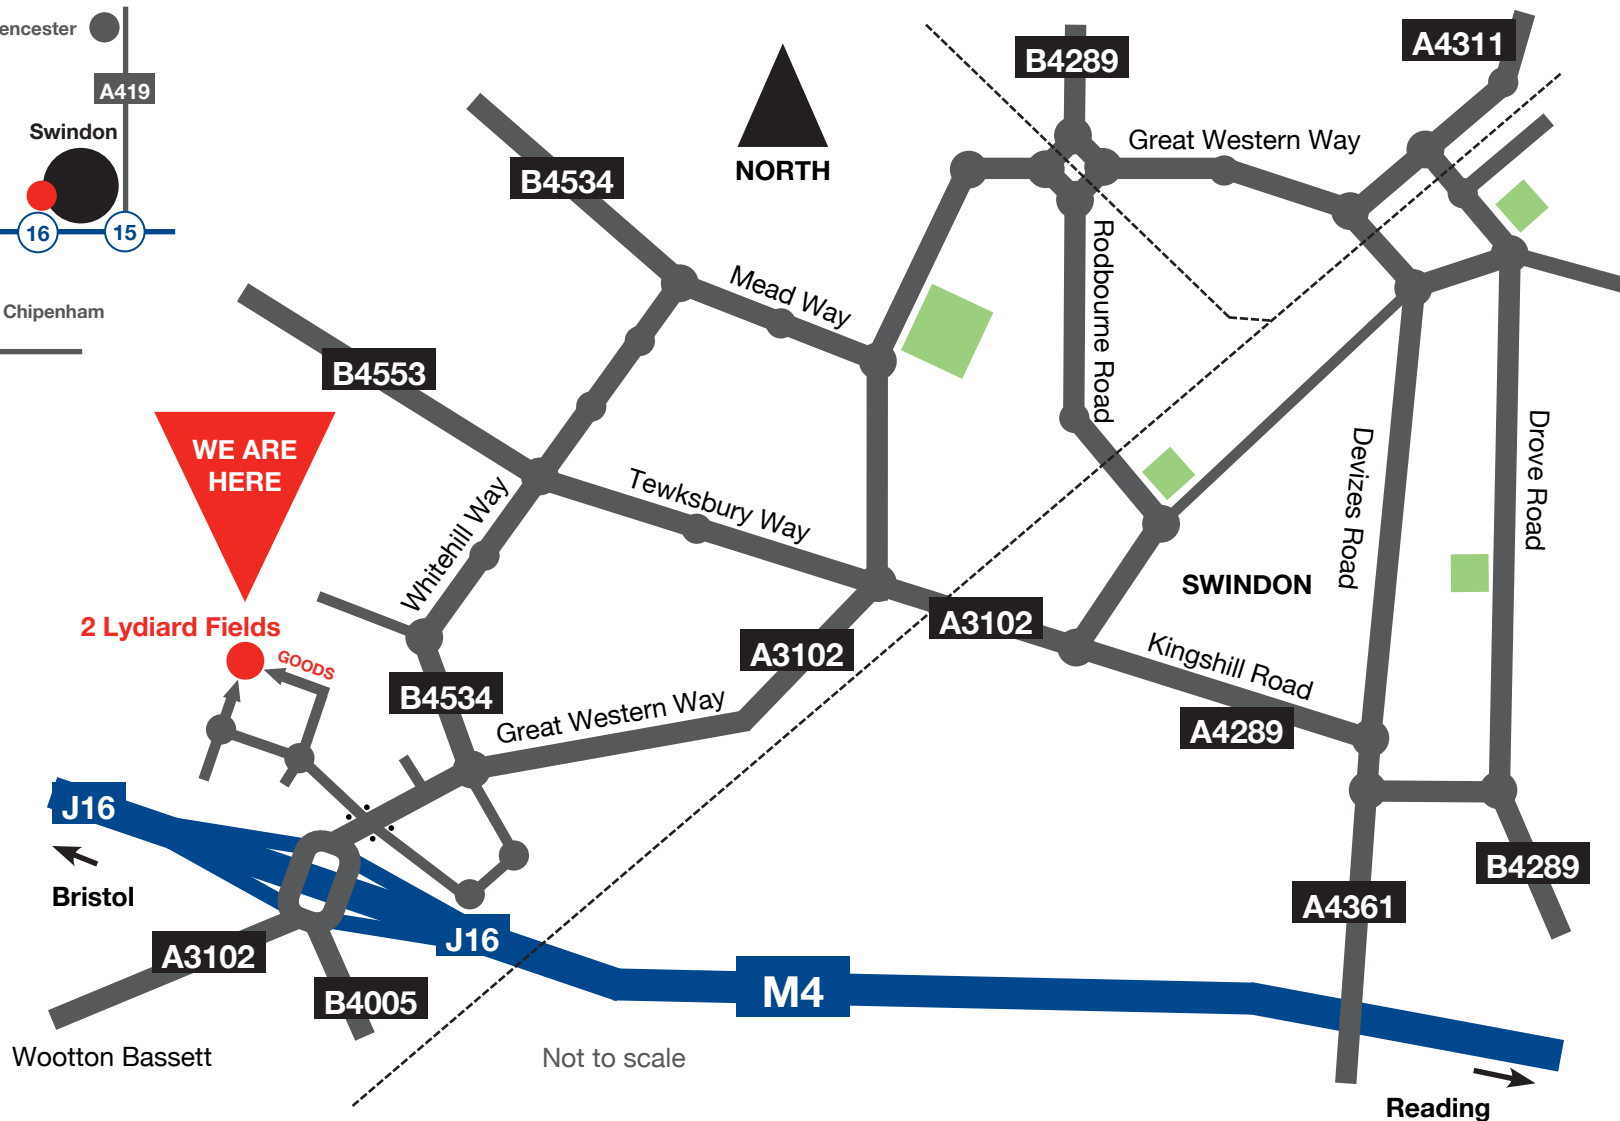 encester
A419
Swindon
16
15
Chipenham
B4289
A4311
Great Western Way
NORTH
B4534
Mead Way
Rodbourne Road
B4553
WE ARE
HERE
Tewksbury Way
Whitehill Way
Devizes Road
Drove Road
SWINDON
2 Lydiard Fields
GOODS
A3102
A3102
Kingshill Road
B4534
Great Western Way
A4289
J16
Bristol
B4289
A4361
A3102
J16
B4005
M4
Wootton Bassett
Not to scale
Reading